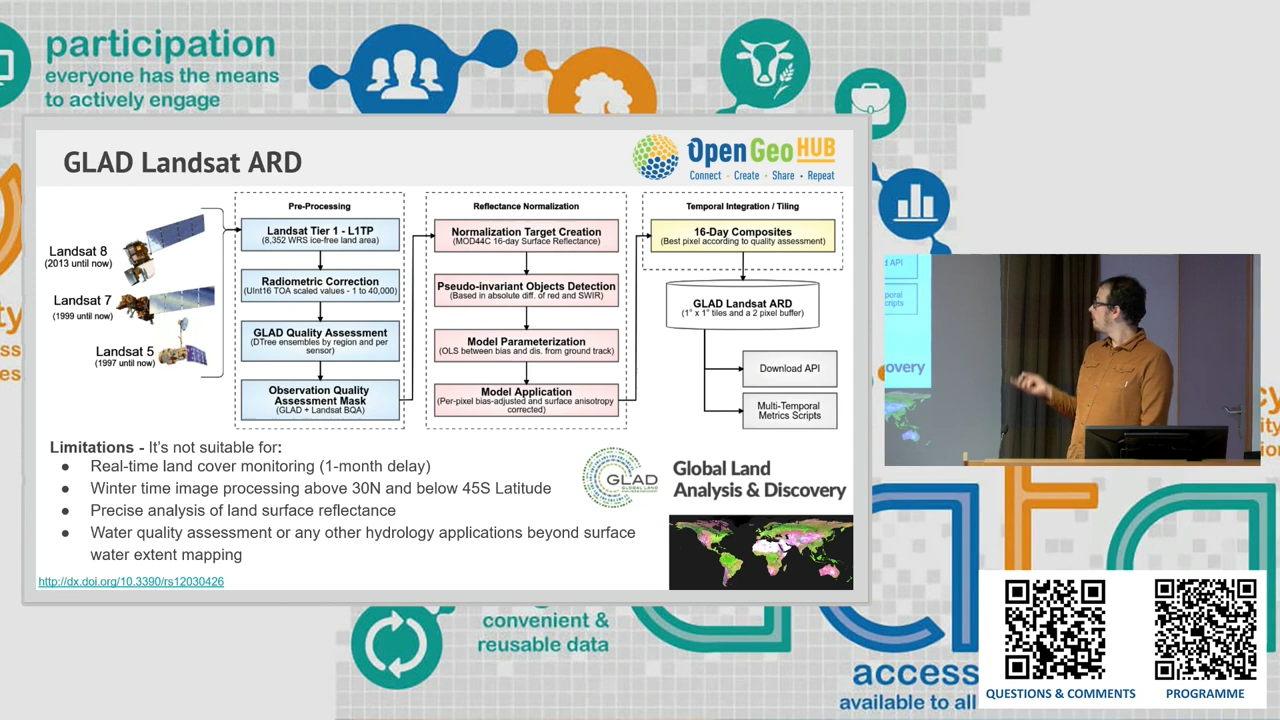 participation
everyone has the means
to actively engage
GLAD Landsat ARD
OpenGeoHUB
Connect · Create · Share · Repeat
Landsat 8
(2013 until now)
Landsat 7
(1999 until now)
Landsat 5
(1997 until now)
Pre-Processing
Landsat Tier 1 - L1TP
(8,352 WRS ice-free land area)
Radiometric Correction
(UInt16 TOA scaled values - 1 to 40,000)
GLAD Quality Assessment
(DTree ensembles by region and per
sensor)
Observation Quality
Assessment Mask
(GLAD + Landsat BQA)
Reflectance Normalization
Normalization Target Creation
(MOD44C 16-day Surface Reflectance)
Pseudo-invariant Objects Detection
(Based in absolute diff. of red and SWIR)
Model Parameterization
(OLS between bias and dis. from ground track)
Model Application
(Per-pixel bias-adjusted and surface anisotropy
corrected)
Temporal Integration / Tiling
16-Day Composites
(Best pixel according to quality assessment)
GLAD Landsat ARD
(1° x 1° tiles and a 2 pixel buffer)
Download API
Multi-Temporal
Metrics Scripts
Limitations - It's not suitable for:
● Real-time land cover monitoring (1-month delay)
● Winter time image processing above 30N and below 45S Latitude
● Precise analysis of land surface reflectance
● Water quality assessment or any other hydrology applications beyond surface
water extent mapping
http://dx.doi.org/10.3390/rs12030426
GLAD
Global Land
Analysis & Discovery
d API
poral
cripts
overy
convenient &
reusable data
access
available to all
QUESTIONS & COMMENTS
PROGRAMME